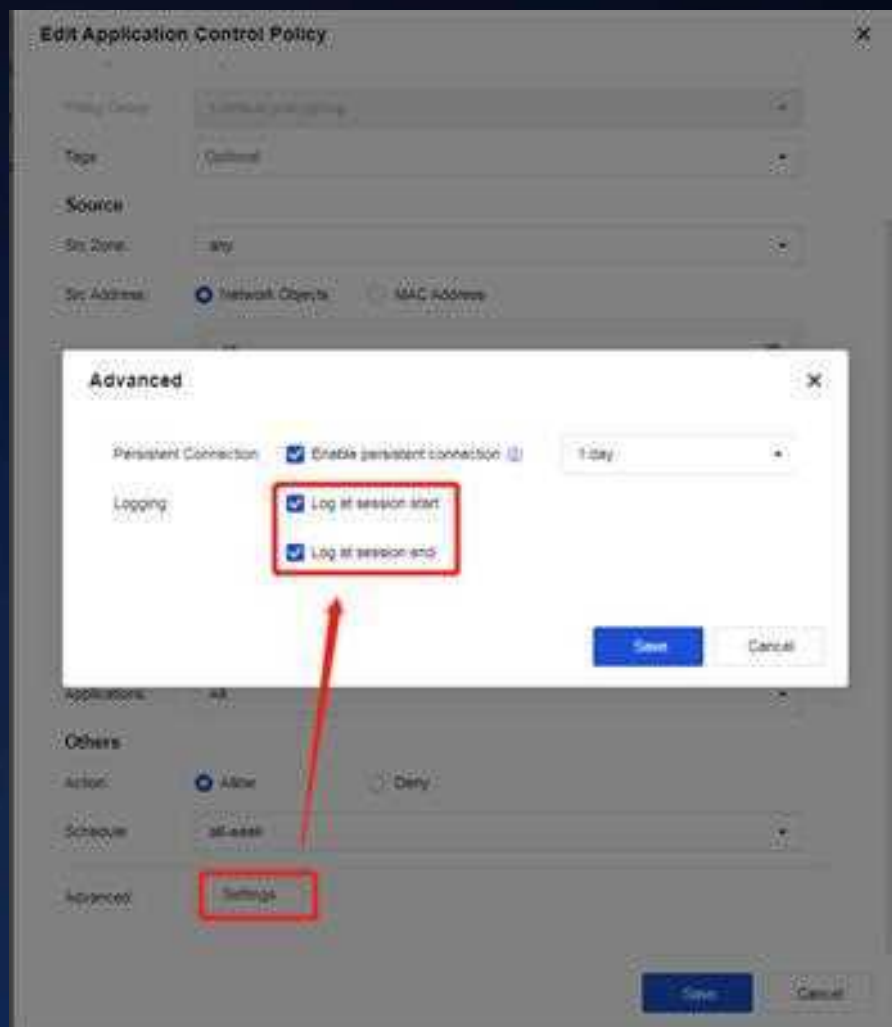 Edit Application Control Policy
Tags Optional
Source
Src Zone: any
Src Address: Network Objects MAC Address
Advanced
Persistent Connection Enable persistent connection 1 day
Logging Log at session start
Log at session end
Save Cancel
Applications: All
Others
Action: Allow Deny
Schedule all-week
Advanced: Settings
Save Cancel